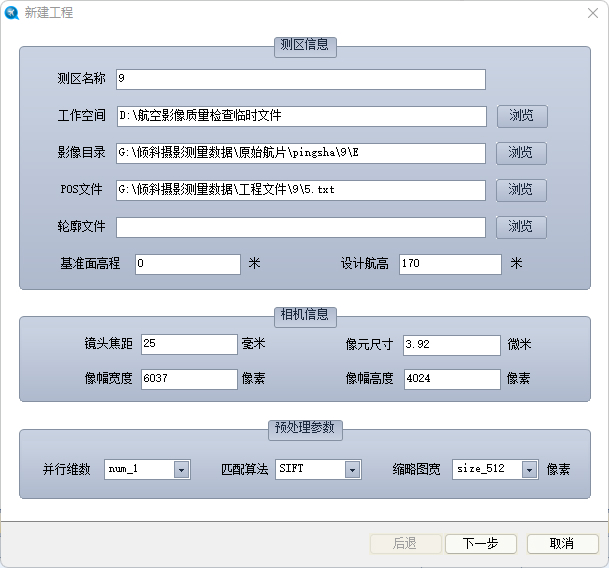 新建工程
测区信息
测区名称 9
工作空间 D:\航空影像质量检查临时文件 浏览
影像目录 G:\倾斜摄影测量数据\原始航片\pingsha\9\E 浏览
POS文件 G:\倾斜摄影测量数据\工程文件\9\5.txt 浏览
轮廓文件 浏览
基准面高程 0 米 设计航高 170 米
相机信息
镜头焦距 25 毫米 像元尺寸 3.92 微米
像幅宽度 6037 像素 像幅高度 4024 像素
预处理参数
并行维数 num_1 匹配算法 SIFT 缩略图宽 size_512 像素
后退 下一步 取消